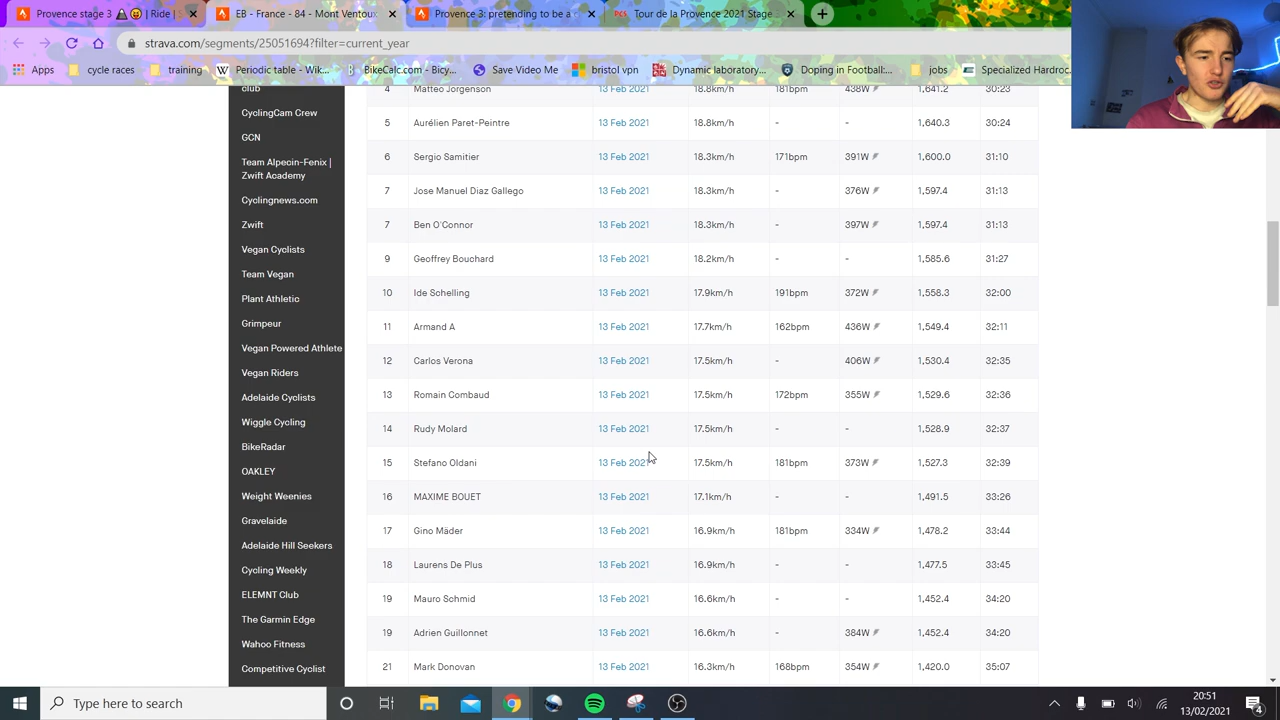 Provence stage 3 | Ride |
EB - 84 - Mont Ventoux
Provence 3: pretending to be a
PCS Tour de la Provence 2021 Stage
strava.com/segments/25051694?filter=current_year
Apps cycle races training W Periodic table - Wik... BikeCalc.com - Bicy... Save Video Me bristol vpn Dynamic laboratory... Doping in Football:... jobs Specialized Hardroc...
club
CyclingCam Crew
GCN
Team Alpecin-Fenix |
Zwift Academy
Cyclingnews.com
Zwift
Vegan Cyclists
Team Vegan
Plant Athletic
Grimpeur
Vegan Powered Athlete
Vegan Riders
Adelaide Cyclists
Wiggle Cycling
BikeRadar
OAKLEY
Weight Weenies
Gravelaide
Adelaide Hill Seekers
Cycling Weekly
ELEMNT Club
The Garmin Edge
Wahoo Fitness
Competitive Cyclist
4 Matteo Jorgenson 13 Feb 2021 18.8km/h 181bpm 438W 1,641.2 30:23
5 Aurélien Paret-Peintre 13 Feb 2021 18.8km/h - - 1,640.3 30:24
6 Sergio Samitier 13 Feb 2021 18.3km/h 171bpm 391W 1,600.0 31:10
7 Jose Manuel Diaz Gallego 13 Feb 2021 18.3km/h - 376W 1,597.4 31:13
7 Ben O'Connor 13 Feb 2021 18.3km/h - 397W 1,597.4 31:13
9 Geoffrey Bouchard 13 Feb 2021 18.2km/h - - 1,585.6 31:27
10 Ide Schelling 13 Feb 2021 17.9km/h 191bpm 372W 1,558.3 32:00
11 Armand A 13 Feb 2021 17.7km/h 162bpm 436W 1,549.4 32:11
12 Carlos Verona 13 Feb 2021 17.5km/h - 406W 1,530.4 32:35
13 Romain Combaud 13 Feb 2021 17.5km/h 172bpm 355W 1,529.6 32:36
14 Rudy Molard 13 Feb 2021 17.5km/h - - 1,528.9 32:37
15 Stefano Oldani 13 Feb 2021 17.5km/h 181bpm 373W 1,527.3 32:39
16 MAXIME BOUET 13 Feb 2021 17.1km/h - - 1,491.5 33:26
17 Gino Mäder 13 Feb 2021 16.9km/h 181bpm 334W 1,478.2 33:44
18 Laurens De Plus 13 Feb 2021 16.9km/h - - 1,477.5 33:45
19 Mauro Schmid 13 Feb 2021 16.6km/h - - 1,452.4 34:20
19 Adrien Guillonnet 13 Feb 2021 16.6km/h - 384W 1,452.4 34:20
21 Mark Donovan 13 Feb 2021 16.3km/h 168bpm 354W 1,420.0 35:07
Type here to search
20:51
13/02/2021
4